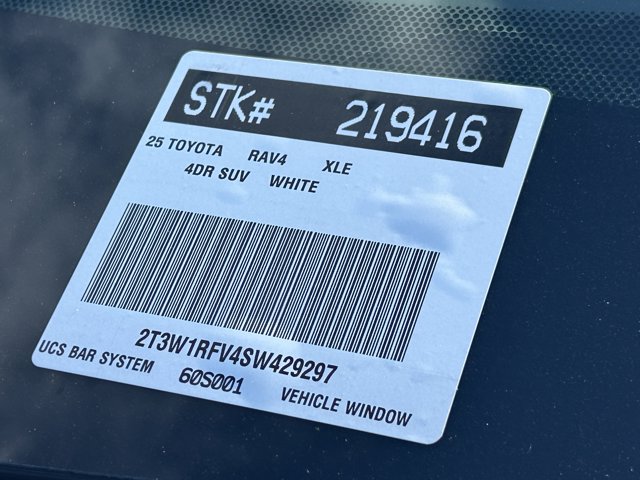 STK# 219416
25 TOYOTA RAV4 XLE
4DR SUV WHITE
2T3W1RFV4SW429297
UCS BAR SYSTEM 60S001 VEHICLE WINDOW